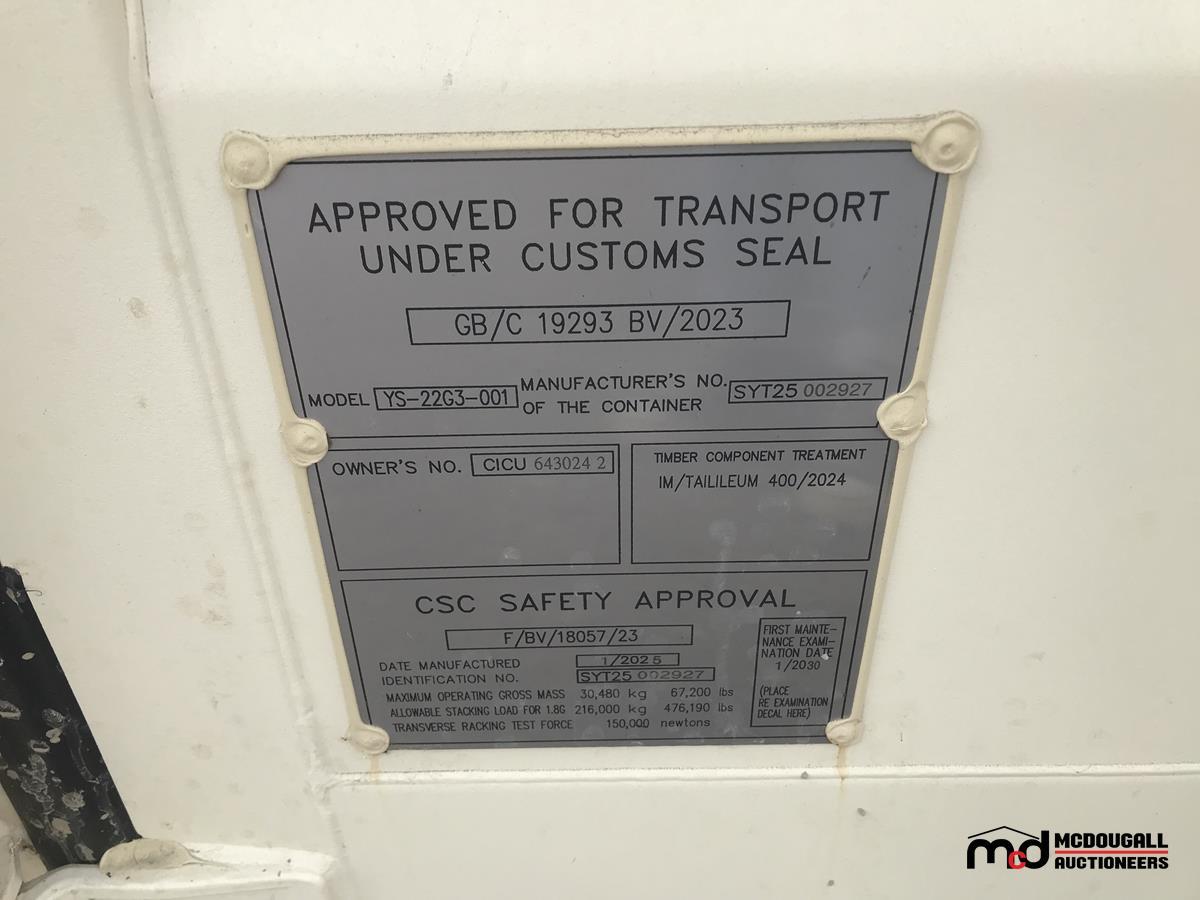 APPROVED FOR TRANSPORT
UNDER CUSTOMS SEAL
GB/C 19293 BV/2023
MODEL YS-22G3-001 MANUFACTURER'S NO. OF THE CONTAINER SYT25 002927
OWNER'S NO. CICU 643024 2
TIMBER COMPONENT TREATMENT
IM/TAILILEUM 400/2024
CSC SAFETY APPROVAL
F/BV/18057/23
DATE MANUFACTURED 1/2025
IDENTIFICATION NO. SYT25 002927
MAXIMUM OPERATING GROSS MASS 30,480 kg 67,200 lbs
ALLOWABLE STACKING LOAD FOR 1.8G 216,000 kg 476,190 lbs
TRANSVERSE RACKING TEST FORCE 150,000 newtons
FIRST MAINTE-
NANCE EXAMI-
NATION DATE
1/2030
(PLACE
RE EXAMINATION
DECAL HERE)
mcd MCDOUGALL
AUCTIONEERS